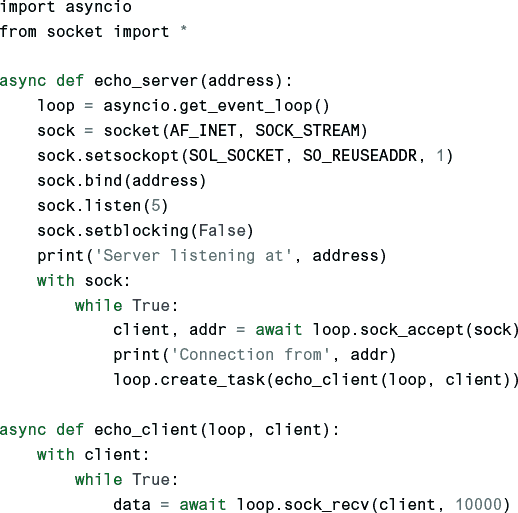 import asyncio
from socket import *

async def echo_server(address):
    loop = asyncio.get_event_loop()
    sock = socket(AF_INET, SOCK_STREAM)
    sock.setsockopt(SOL_SOCKET, SO_REUSEADDR, 1)
    sock.bind(address)
    sock.listen(5)
    sock.setblocking(False)
    print('Server listening at', address)
    with sock:
        while True:
            client, addr = await loop.sock_accept(sock)
            print('Connection from', addr)
            loop.create_task(echo_client(loop, client))

async def echo_client(loop, client):
    with client:
        while True:
            data = await loop.sock_recv(client, 10000)